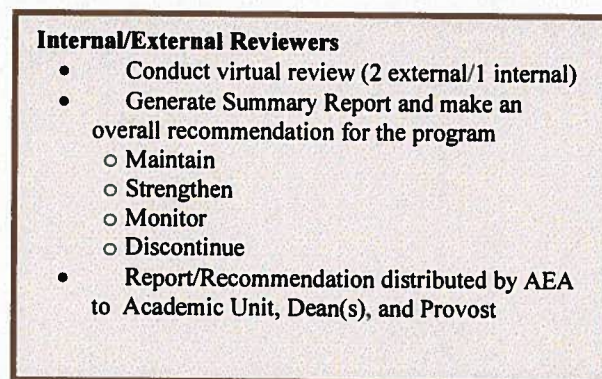 Internal/External Reviewers
• Conduct virtual review (2 external/1 internal)
• Generate Summary Report and make an
overall recommendation for the program
o Maintain
o Strengthen
o Monitor
o Discontinue
• Report/Recommendation distributed by AEA
to Academic Unit, Dean(s), and Provost